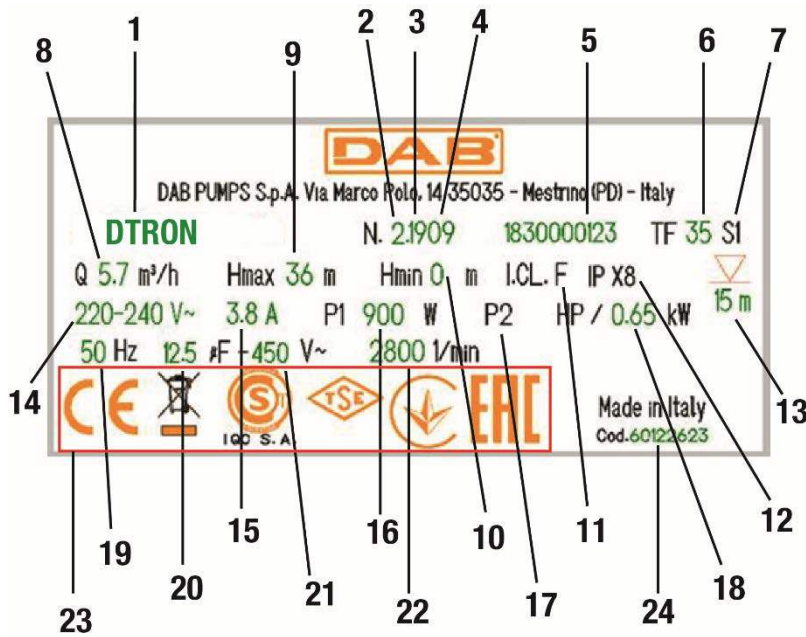 1 2 3 4 5 6 7
8 9
DAB
DAB PUMPS S.p.A. Via Marco Polo, 14 35035 - Mestrino (PD) - Italy
DTRON N. 2.1909 1830000123 TF 35 S1
Q 5.7 m³/h Hmax 36 m Hmin 0 m I.CL. F IP X8
220-240 V~ 3.8 A P1 900 W P2 HP / 0.65 kW 15 m
50 Hz 12.5 µF - 450 V~ 2800 1/min
CE S TSE EAC
IQC S.A.
Made in Italy
Cod.60122623
14 13
19 20 15 21 16 10 11 12
23 22 17 24 18